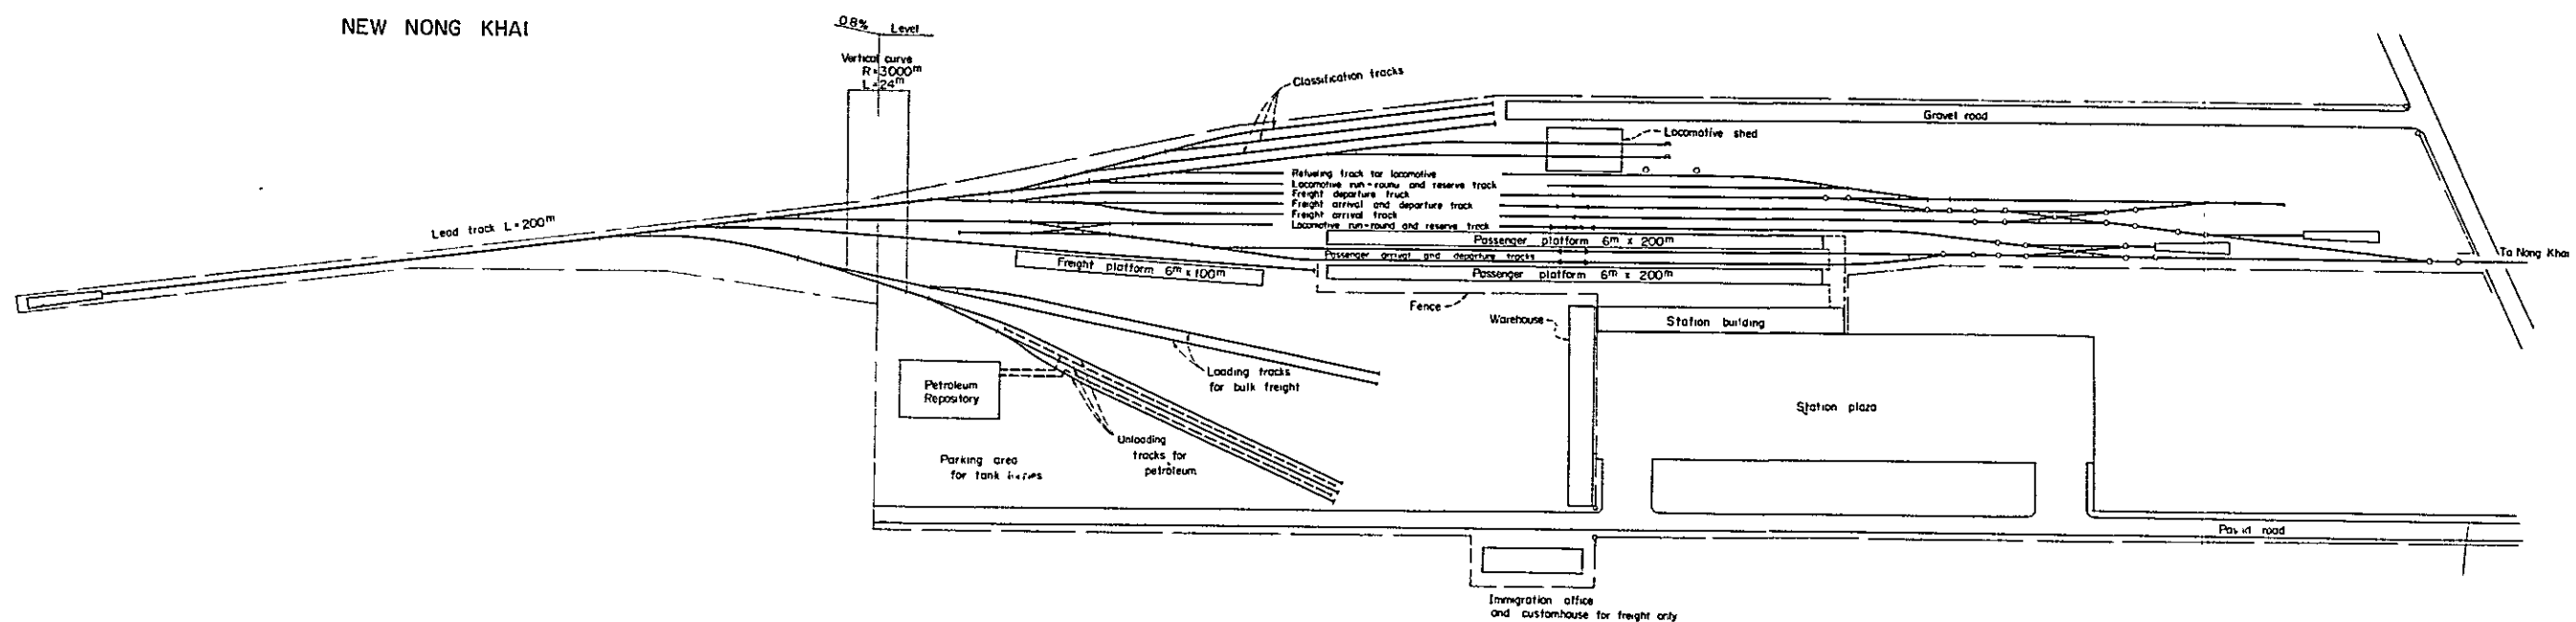 NEW NONG KHAI
0.8%
Level
Vertical curve
R=3000m
L=24m
Classification tracks
Gravel road
Locomotive shed
Refueling track for locomotive
Locomotive run-round and reserve track
Freight departure track
Freight arrival and departure track
Freight arrival track
Locomotive run-round and reserve track
Lead track L=200m
Passenger platform 6m x 200m
Passenger arrival and departure tracks
Freight platform 6m x 100m
Passenger platform 6m x 200m
To Nong Khai
Fence
Warehouse
Station building
Loading tracks
for bulk freight
Petroleum
Repository
Station plaza
Unloading
tracks for
petroleum
Parking area
for tank
Paved road
Immigration office
and customhouse for freight only